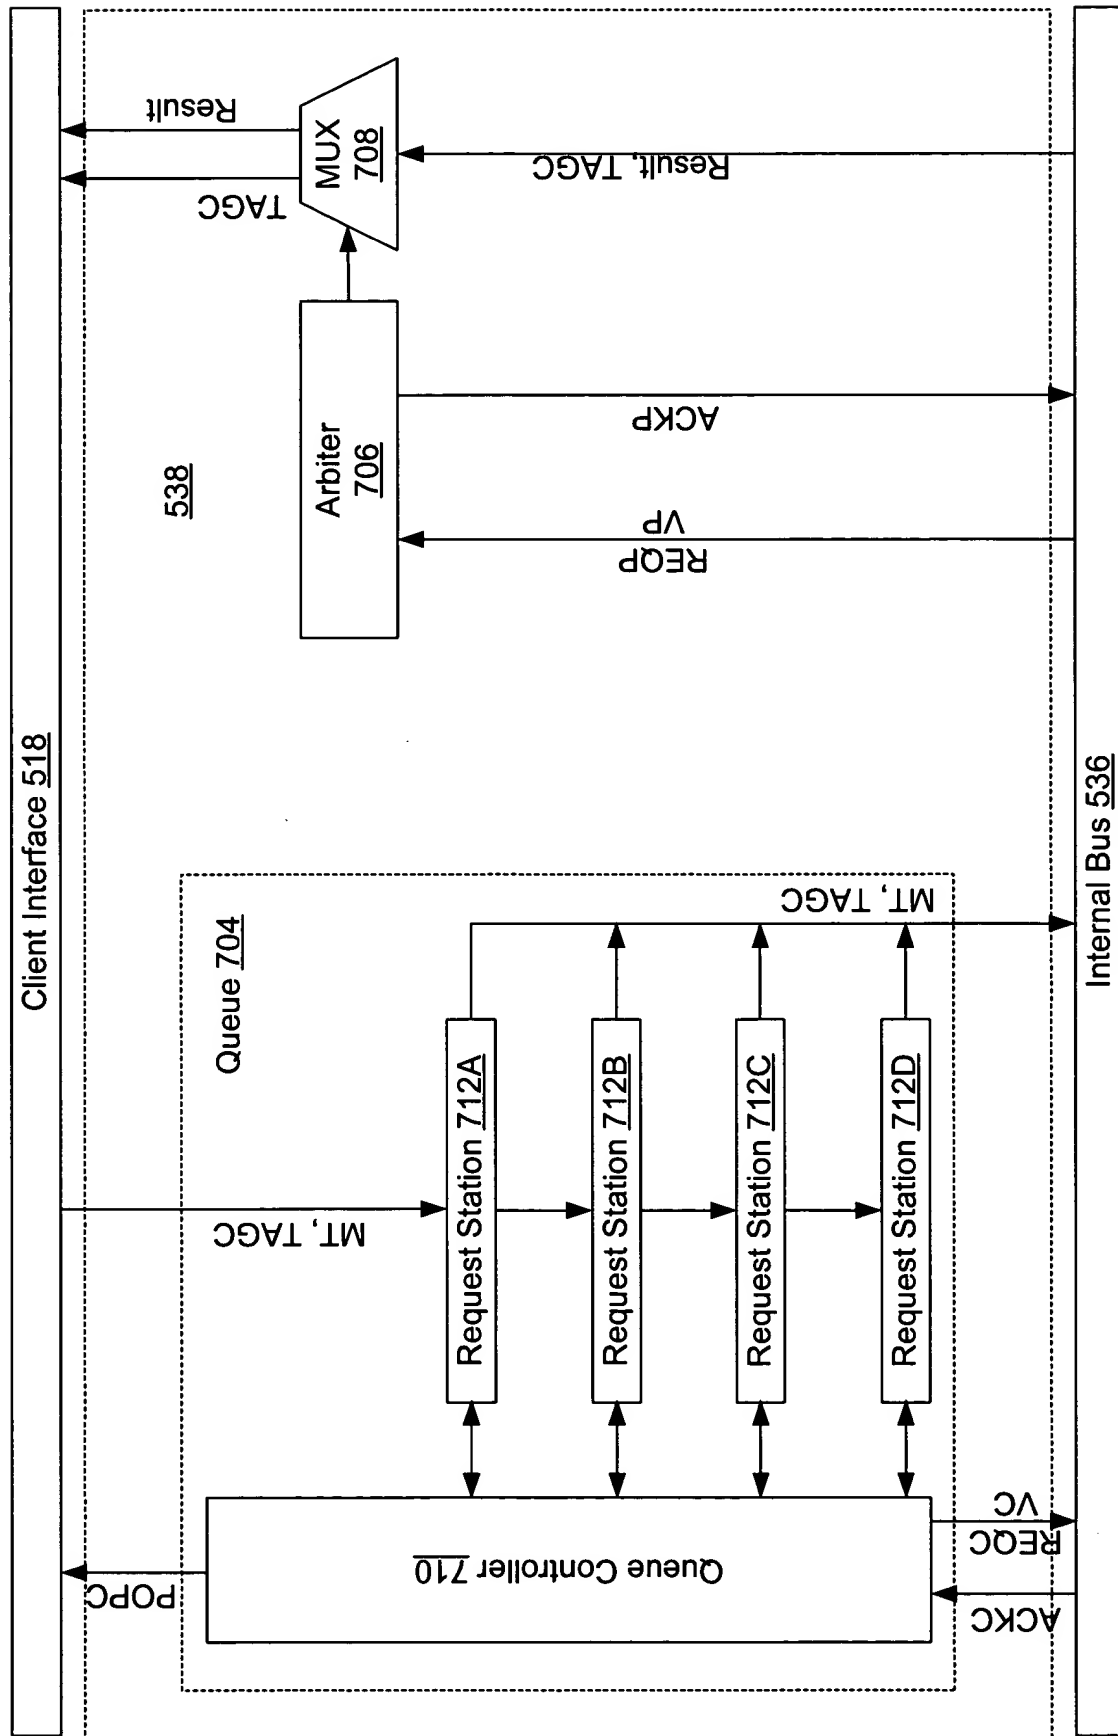 Client Interface 518
POPC
MT, TAGC
TAGC
Result
538
Queue 704
Queue Controller 710
Request Station 712A
Request Station 712B
Request Station 712C
Request Station 712D
MT, TAGC
Arbiter
706
MUX
708
REQP
VP
ACKP
Result, TAGC
ACKC
REQC
VC
Internal Bus 536